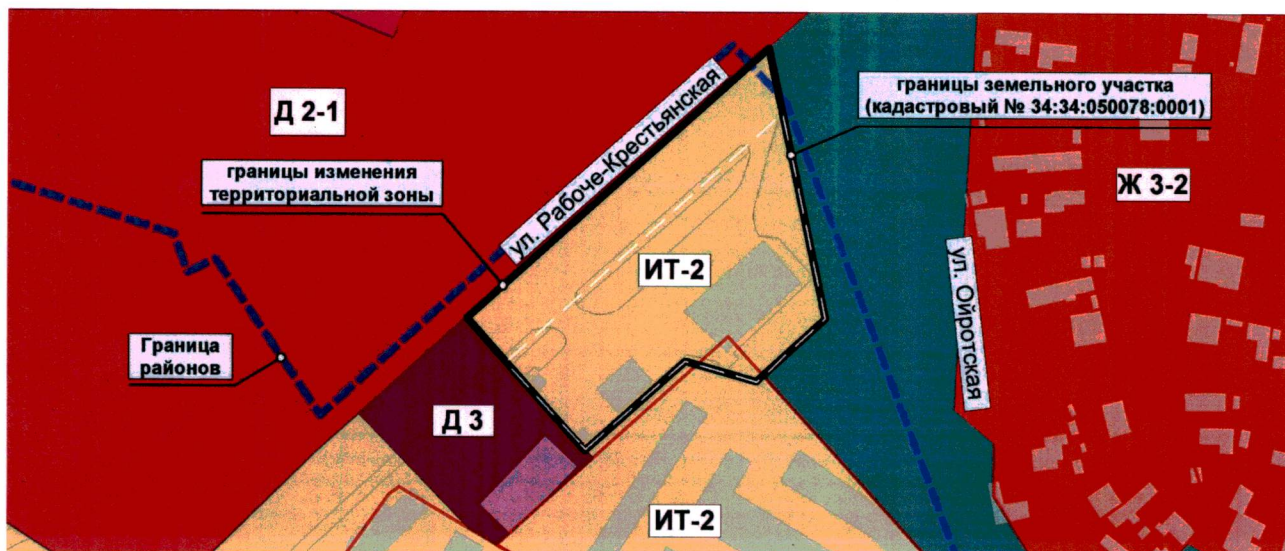 Д 2-1
границы земельного участка
(кадастровый № 34:34:050078:0001)
границы изменения
территориальной зоны
ул. Рабоче-Крестьянская
Ж 3-2
ИТ-2
ул. Ойротская
Граница
районов
Д 3
ИТ-2